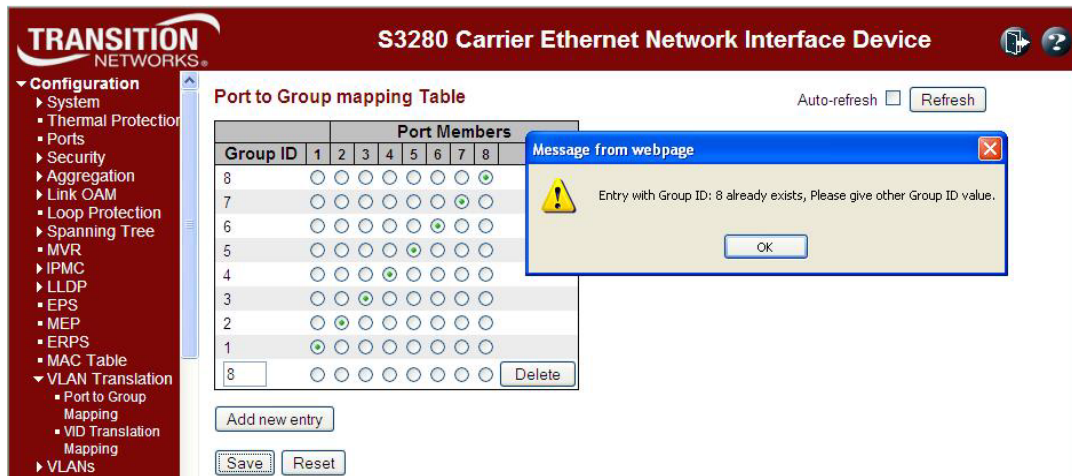 TRANSITION
NETWORKS®
S3280 Carrier Ethernet Network Interface Device
?
Configuration
System
Thermal Protection
Ports
Security
Aggregation
Link OAM
Loop Protection
Spanning Tree
MVR
IPMC
LLDP
EPS
MEP
ERPS
MAC Table
VLAN Translation
Port to Group
Mapping
VID Translation
Mapping
VLANs
Port to Group mapping Table
Auto-refresh Refresh
Port Members
Group ID 1 2 3 4 5 6 7 8
8
7
6
5
4
3
2
1
8 Delete
Add new entry
Save Reset
Message from webpage
Entry with Group ID: 8 already exists, Please give other Group ID value.
OK